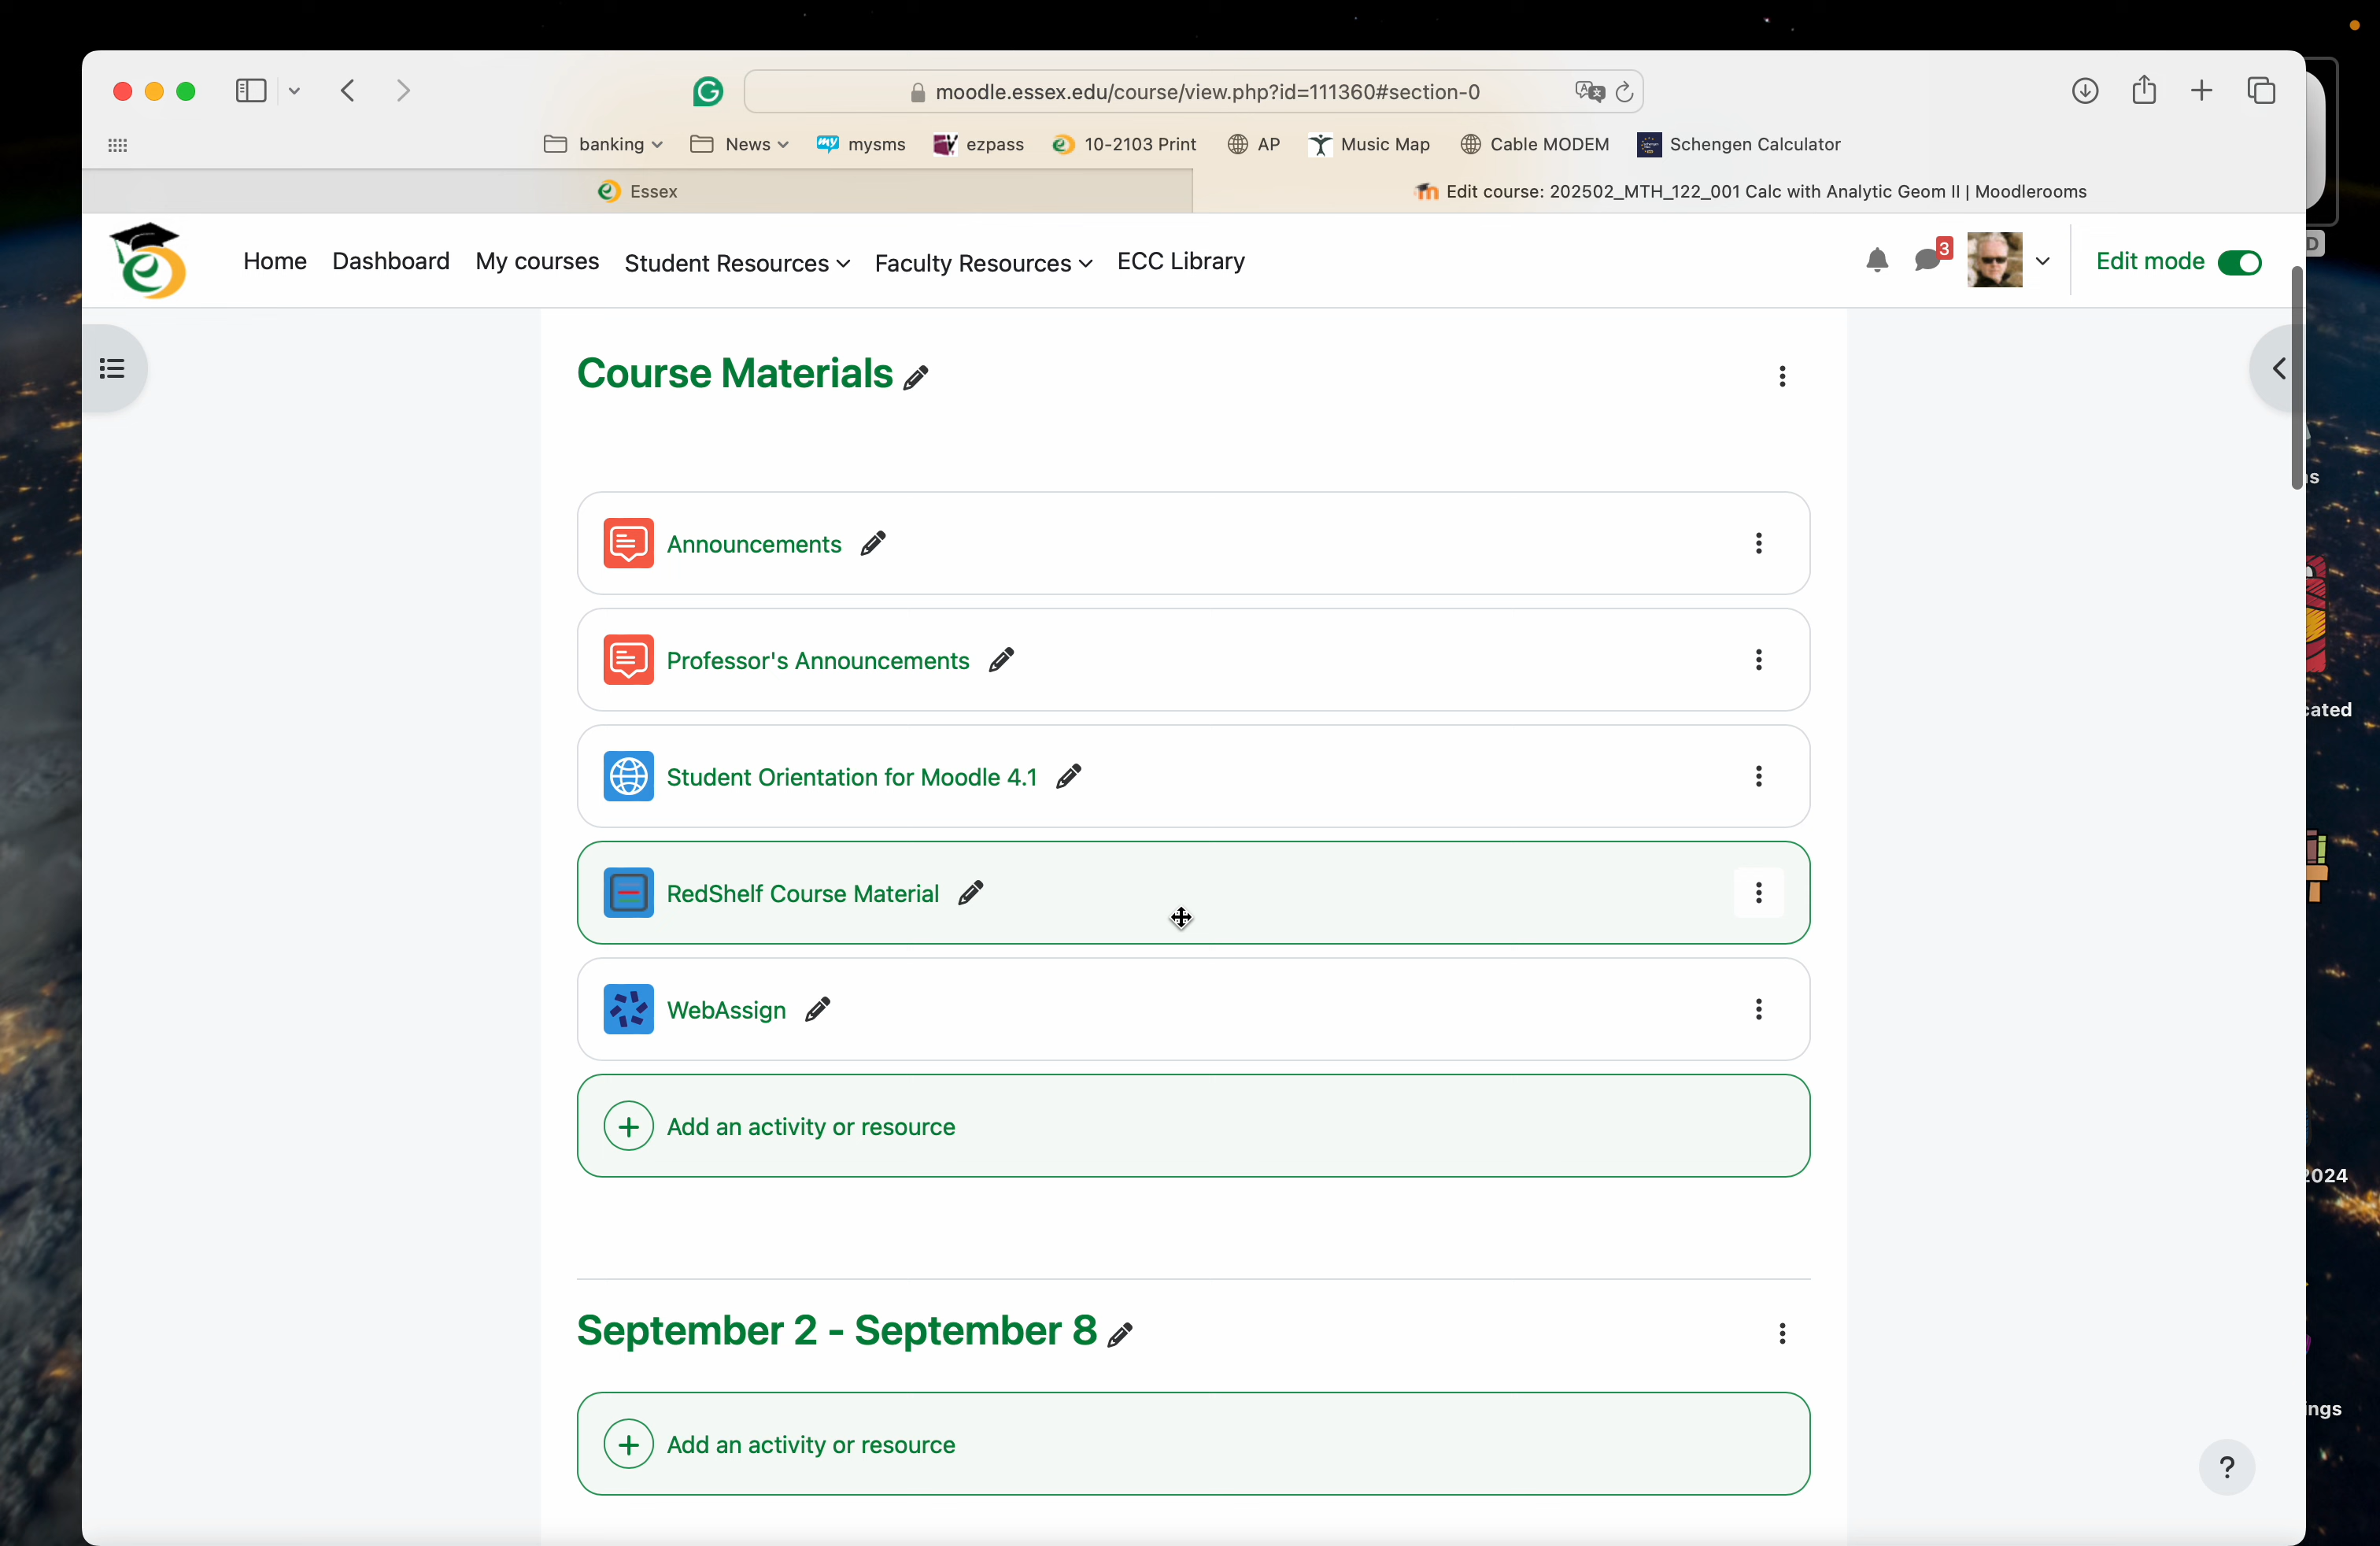 moodle.essex.edu/course/view.php?id=111360#section-0
banking News mysms ezpass 10-2103 Print AP Music Map Cable MODEM Schengen Calculator
Essex Edit course: 202502_MTH_122_001 Calc with Analytic Geom II | Moodlerooms
Home Dashboard My courses Student Resources Faculty Resources ECC Library 3 Edit mode
D
Course Materials
Announcements
Professor's Announcements
Student Orientation for Moodle 4.1
RedShelf Course Material
WebAssign
Add an activity or resource
2024
September 2 - September 8
Add an activity or resource
?